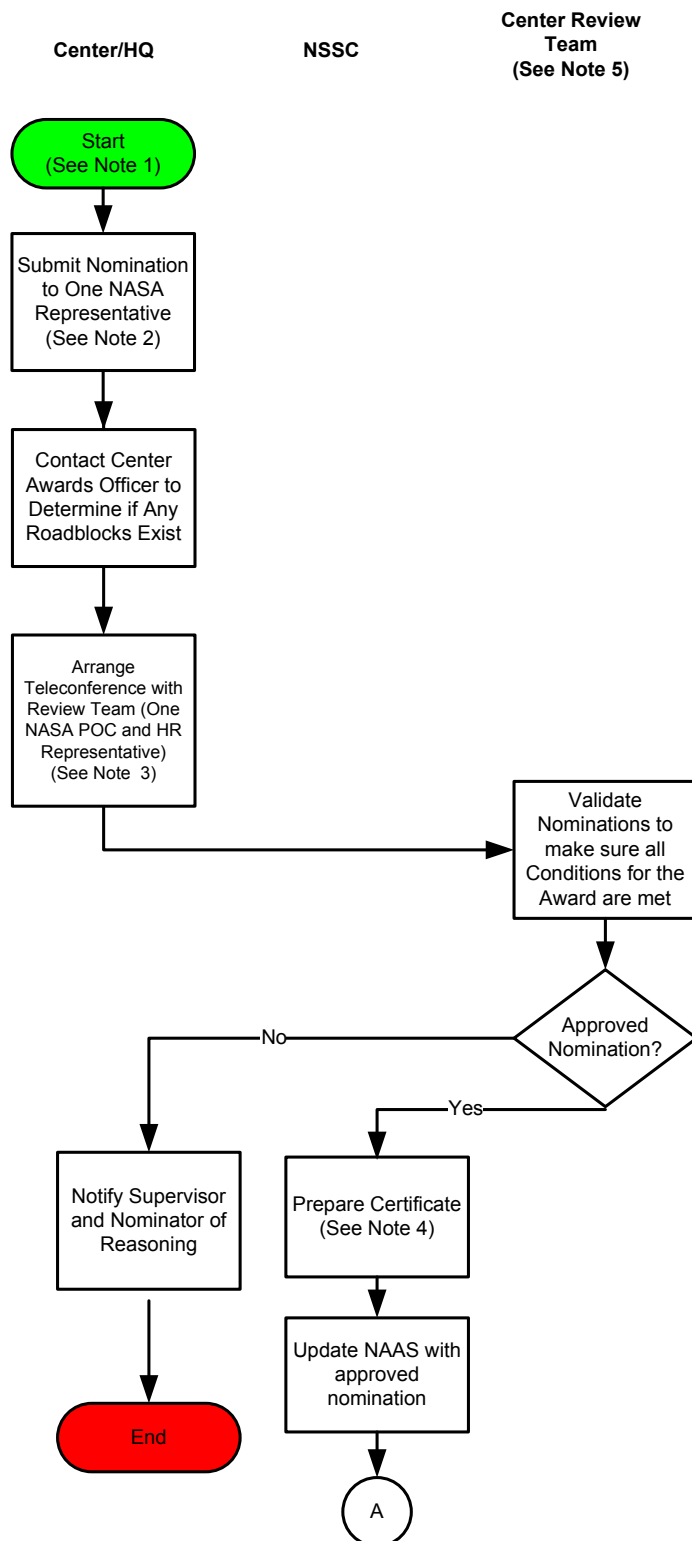 Center/HQ
NSSC
Center Review
Team
(See Note 5)
Start
(See Note 1)
Submit Nomination
to One NASA
Representative
(See Note 2)
Contact Center
Awards Officer to
Determine if Any
Roadblocks Exist
Arrange
Teleconference with
Review Team (One
NASA POC and HR
Representative)
(See Note 3)
Validate
Nominations to
make sure all
Conditions for the
Award are met
Approved
Nomination?
No
Yes
Notify Supervisor
and Nominator of
Reasoning
Prepare Certificate
(See Note 4)
Update NAAS with
approved
nomination
End
A